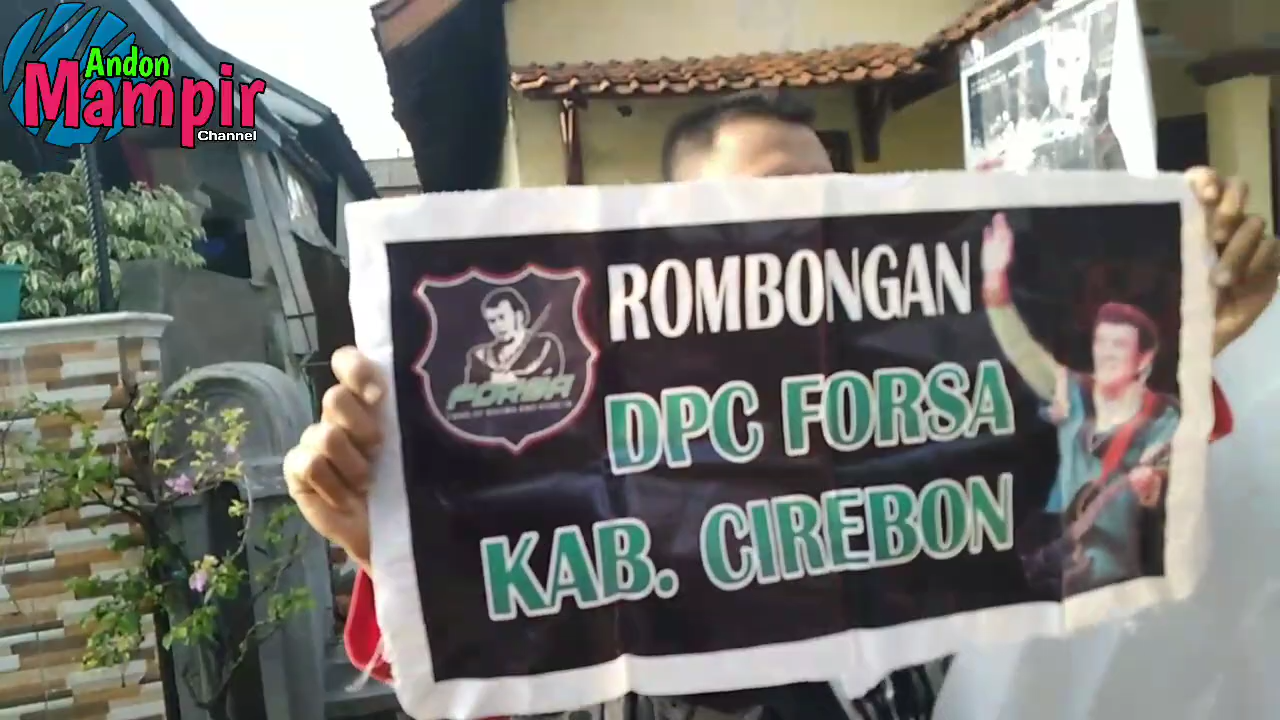 Andon
Mampir
Channel
ROMBONGAN
DPC FORSA
KAB. CIREBON
FORSA